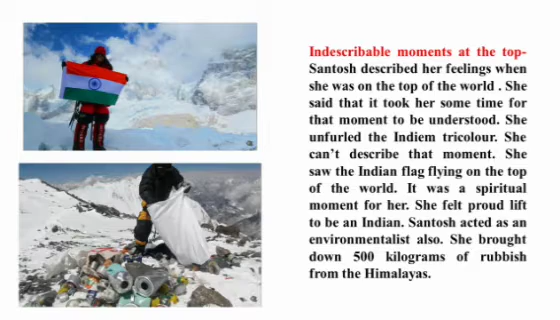 Indescribable moments at the top-
Santosh described her feelings when
she was on the top of the world . She
said that it took her some time for
that moment to be understood. She
unfurled the Indiem tricolour. She
can't describe that moment. She
saw the Indian flag flying on the top
of the world. It was a spiritual
moment for her. She felt proud lift
to be an Indian. Santosh acted as an
environmentalist also. She brought
down 500 kilograms of rubbish
from the Himalayas.